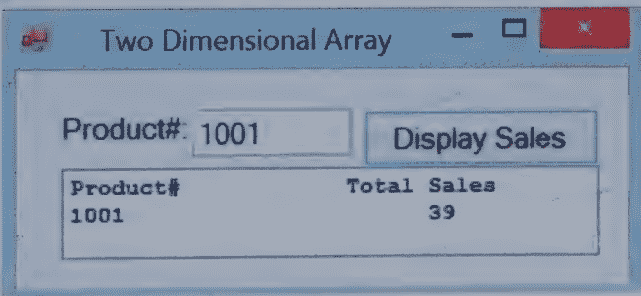 Two Dimensional Array
Product#: 1001 Display Sales
Product# Total Sales
1001 39